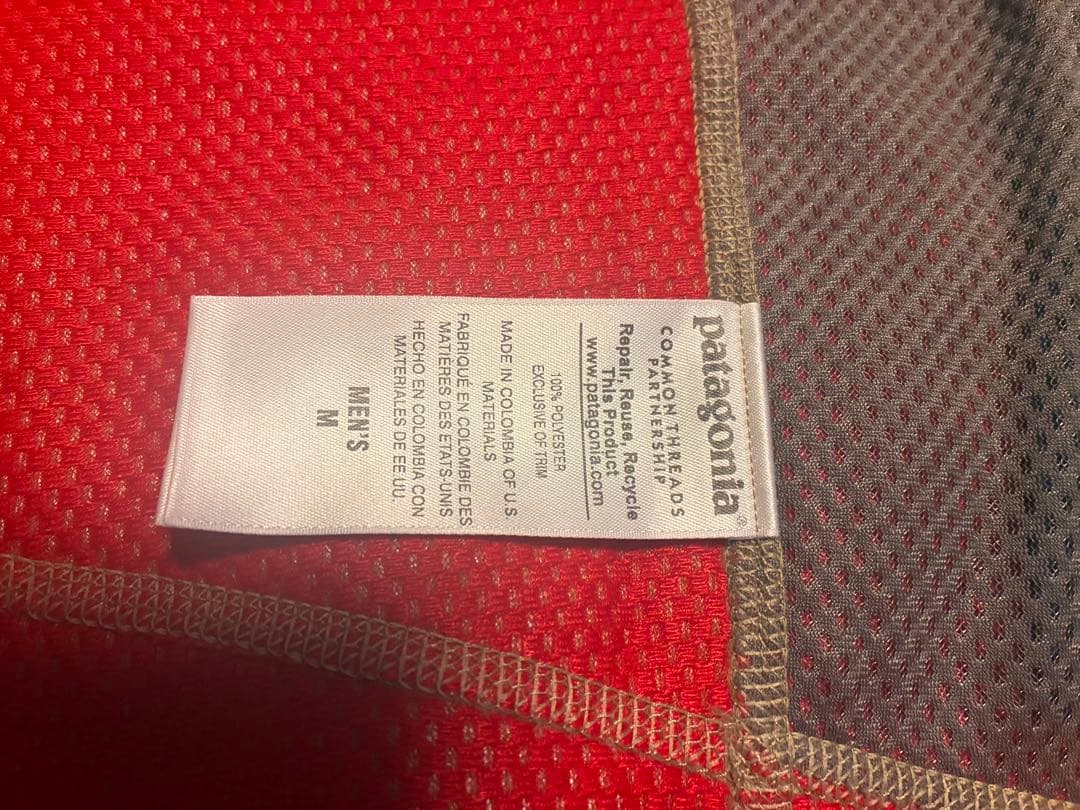 patagonia®
COMMON THREADS
PARTNERSHIP
Repair, Reuse, Recycle
This Product
www.patagonia.com
100% POLYESTER
EXCLUSIVE OF TRIM
MADE IN COLOMBIA OF U.S.
MATERIALS
FABRIQUÉ EN COLOMBIE DES
MATIÈRES DES ETATS-UNIS
HECHO EN COLOMBIA CON
MATERIALES DE EE.UU.
MEN'S
M